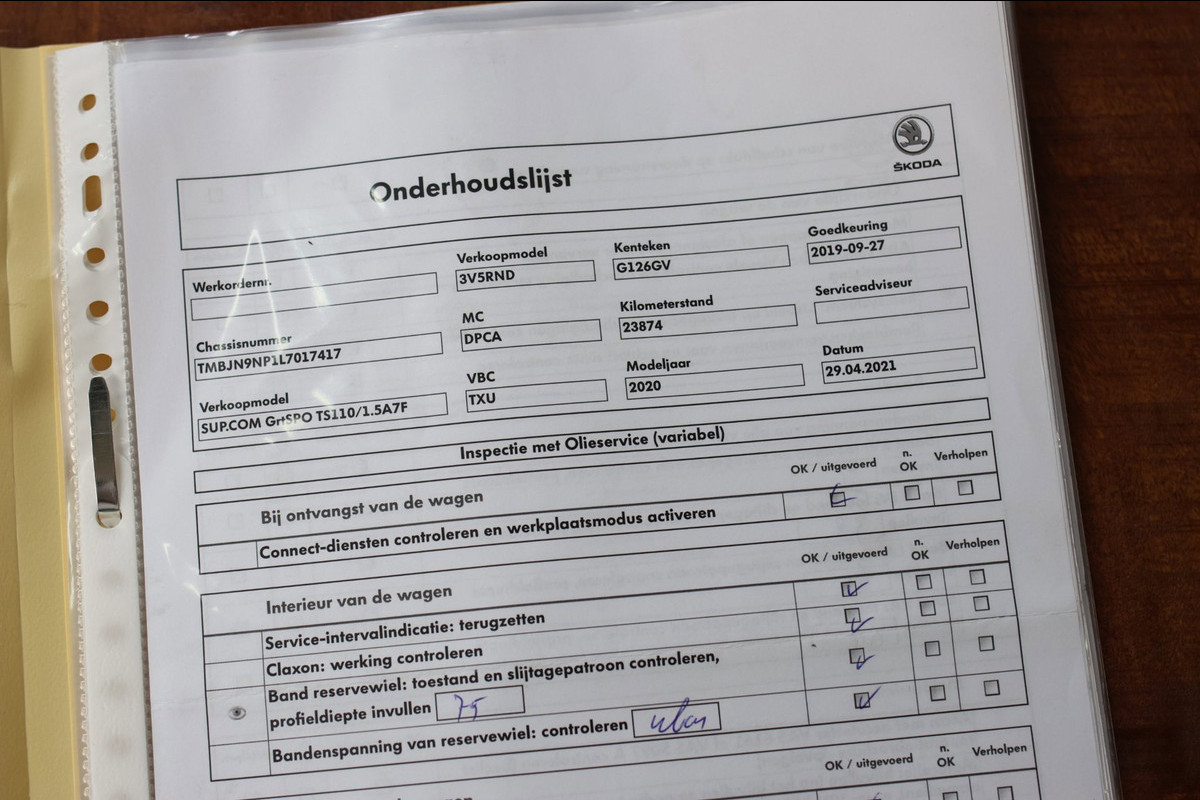 Onderhoudslijst
ŠKODA
Werkordernr.
Verkoopmodel
3V5RND
Kenteken
G126GV
Goedkeuring
2019-09-27
Chassisnummer
TMBJN9NP1L7017417
MC
DPCA
Kilometerstand
23874
Serviceadviseur
Verkoopmodel
SUP.COM GrtSPO TS110/1.5A7F
VBC
TXU
Modeljaar
2020
Datum
29.04.2021
Inspectie met Olieservice (variabel)
Bij ontvangst van de wagen
OK / uitgevoerd
n.
OK
Verholpen
Connect-diensten controleren en werkplaatsmodus activeren
Interieur van de wagen
OK / uitgevoerd
n.
OK
Verholpen
Service-intervalindicatie: terugzetten
Claxon: werking controleren
Band reservewiel: toestand en slijtagepatroon controleren,
profieldiepte invullen
Bandenspanning van reservewiel: controleren
OK / uitgevoerd
n.
OK
Verholpen